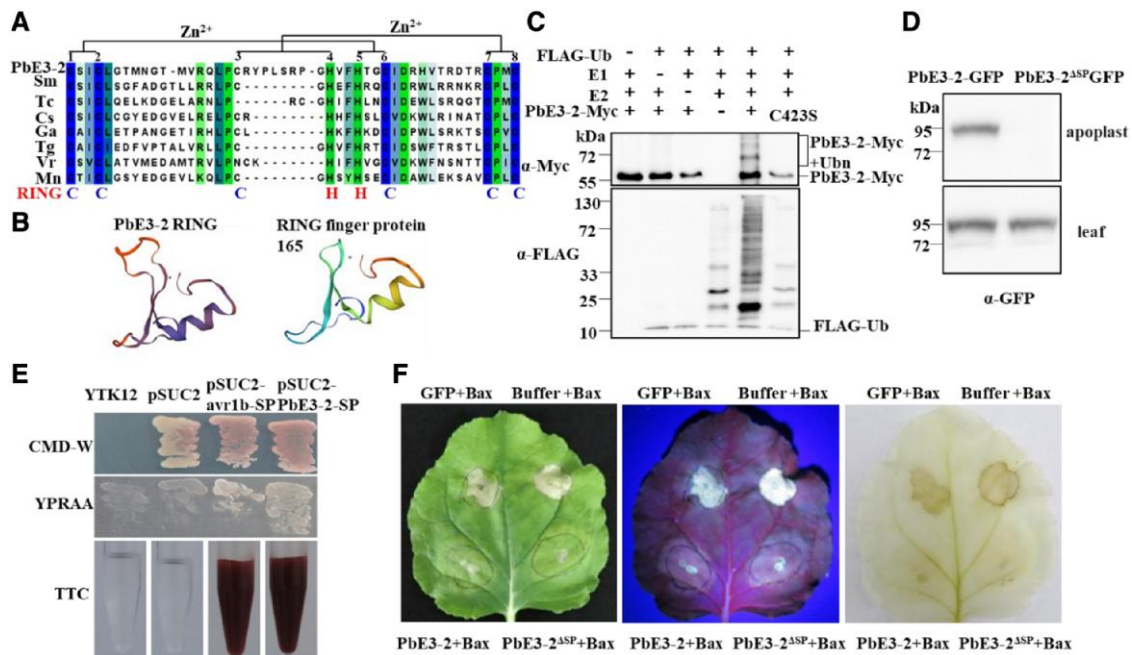 A
Zn2+ Zn2+
1 2 3 4 5 6 7 8
PbE3-2
Sm
Tc
Cs
Ga
Tg
Vr
Mn
RING C C H H C C C
B
PbE3-2 RING
RING finger protein
165
C
FLAG-Ub - + + + + +
E1 + - + + + +
E2 + + - + + +
PbE3-2-Myc + + + - + C423S
kDa
72
55
α-Myc
PbE3-2-Myc
+Ubn
PbE3-2-Myc
130
72
33
25
10
α-FLAG
FLAG-Ub
D
PbE3-2-GFP PbE3-2ΔSPGFP
kDa
95
72
apoplast
95
72
leaf
α-GFP
E
YTK12 pSUC2 pSUC2-avr1b-SP pSUC2-PbE3-2-SP
CMD-W
YPRAA
TTC
F
GFP+Bax Buffer+Bax GFP+Bax Buffer+Bax GFP+Bax Buffer+Bax
PbE3-2+Bax PbE3-2ΔSP+Bax PbE3-2+Bax PbE3-2ΔSP+Bax PbE3-2+Bax PbE3-2ΔSP+Bax